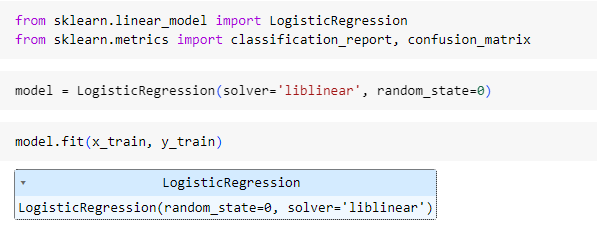 from sklearn.linear_model import LogisticRegression
from sklearn.metrics import classification_report, confusion_matrix
model = LogisticRegression(solver='liblinear', random_state=0)
model.fit(x_train, y_train)
LogisticRegression
LogisticRegression(random_state=0, solver='liblinear')